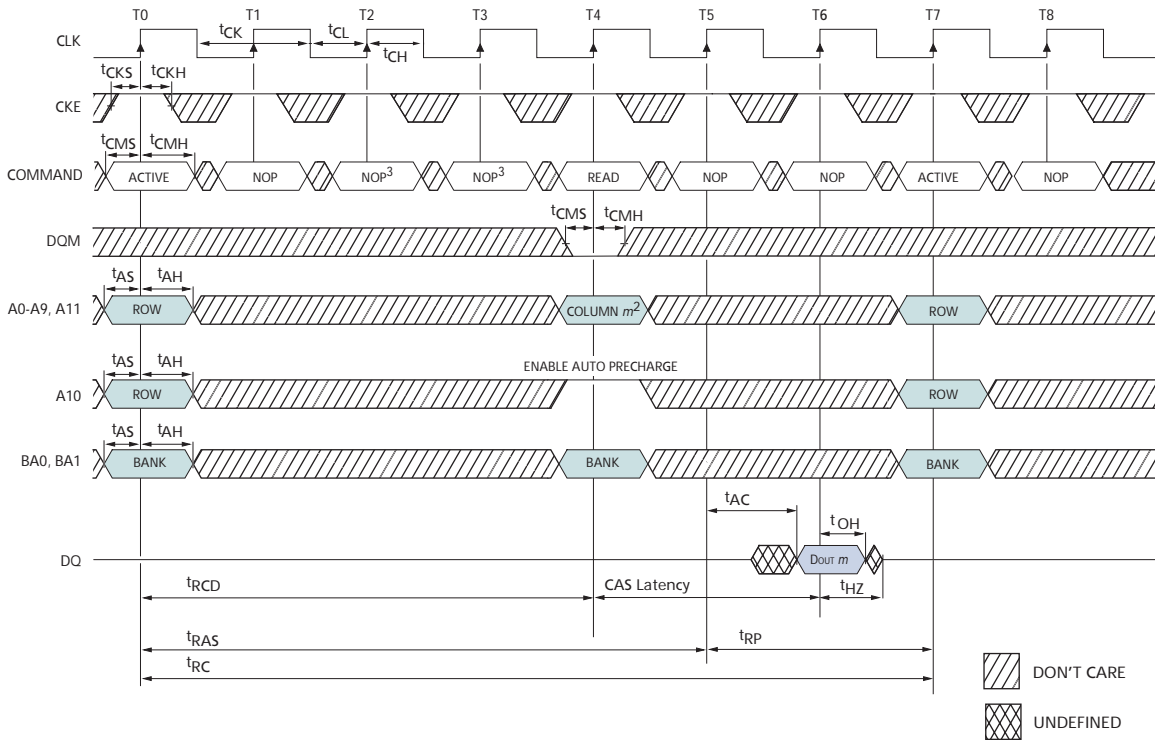 T0 T1 T2 T3 T4 T5 T6 T7 T8
CLK tCK tCL tCH
tCKS tCKH
CKE
tCMS tCMH
COMMAND ACTIVE NOP NOP3 NOP3 READ NOP NOP ACTIVE NOP
tCMS tCMH
DQM
tAS tAH
A0-A9, A11 ROW COLUMN m2 ROW
tAS tAH ENABLE AUTO PRECHARGE
A10 ROW ROW
tAS tAH
BA0, BA1 BANK BANK BANK
tAC
tOH
DQ DOUT m
tRCD CAS Latency tHZ
tRAS tRP
tRC
DON'T CARE
UNDEFINED